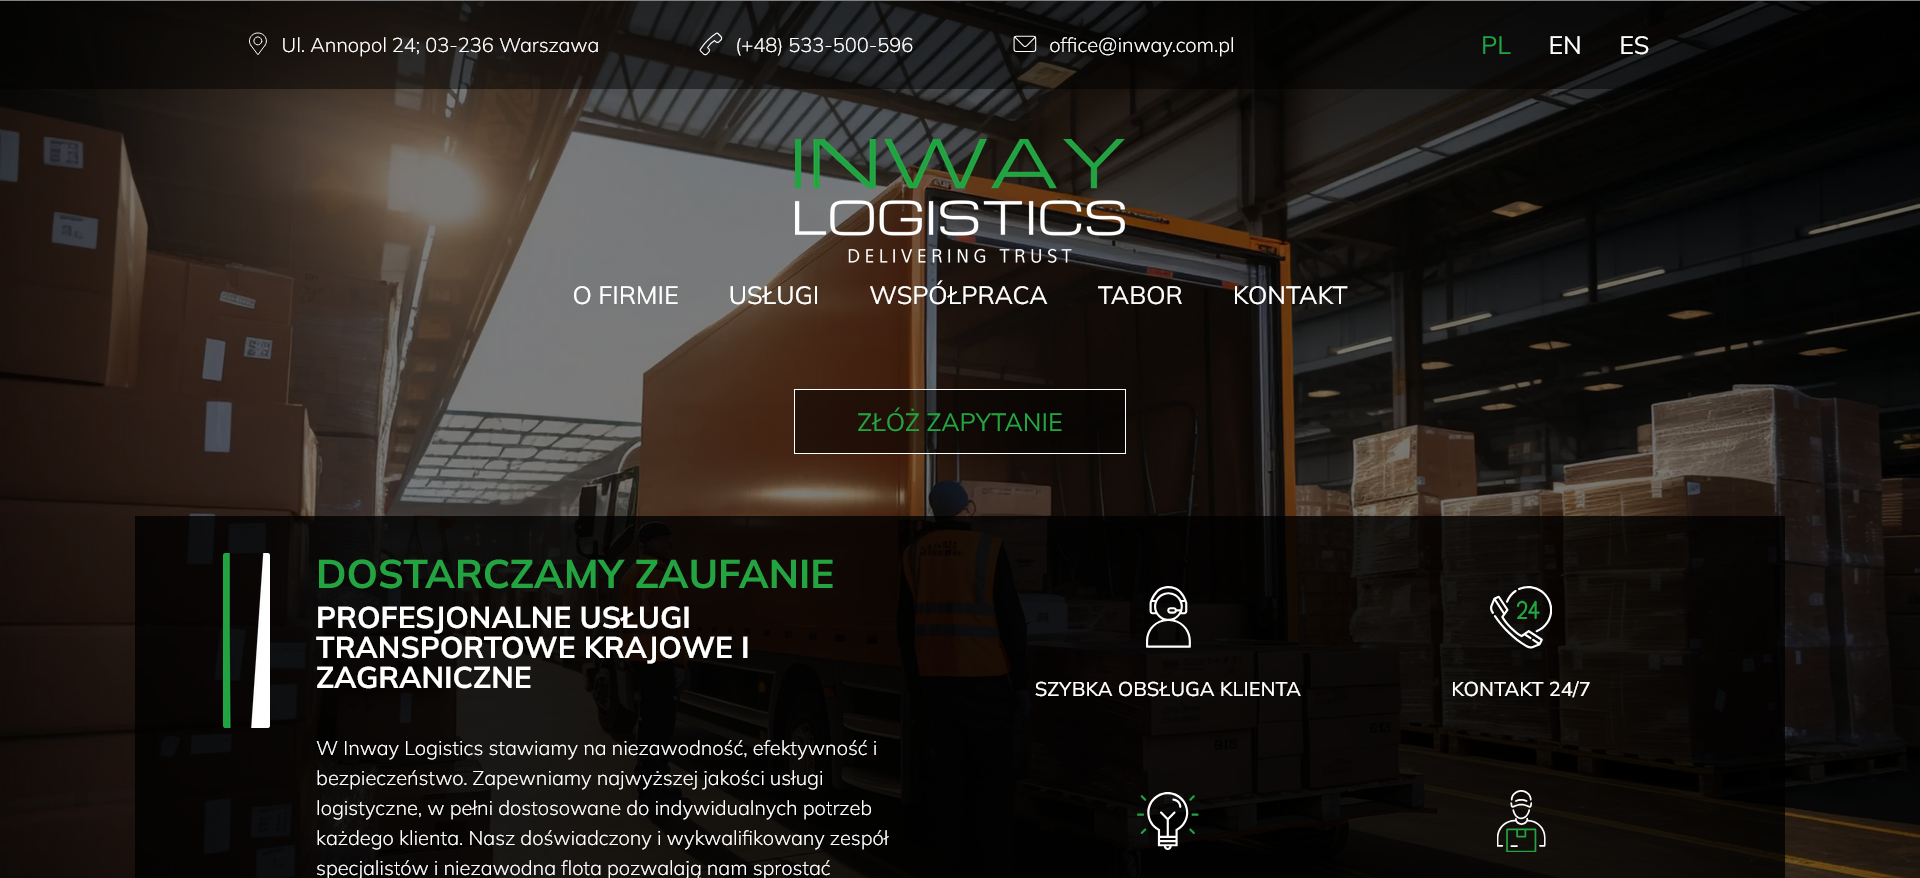 Ul. Annopol 24; 03-236 Warszawa
(+48) 533-500-596
office@inway.com.pl
PL
EN
ES
INWAY
LOGISTICS
DELIVERING TRUST
O FIRMIE
USŁUGI
WSPÓŁPRACA
TABOR
KONTAKT
ZŁÓŻ ZAPYTANIE
DOSTARCZAMY ZAUFANIE
PROFESJONALNE USŁUGI
TRANSPORTOWE KRAJOWE I
ZAGRANICZNE
W Inway Logistics stawiamy na niezawodność, efektywność i
bezpieczeństwo. Zapewniamy najwyższej jakości usługi
logistyczne, w pełni dostosowane do indywidualnych potrzeb
każdego klienta. Nasz doświadczony i wykwalifikowany zespół
specjalistów i niezawodna flota pozwalają nam sprostać
SZYBKA OBSŁUGA KLIENTA
24
KONTAKT 24/7